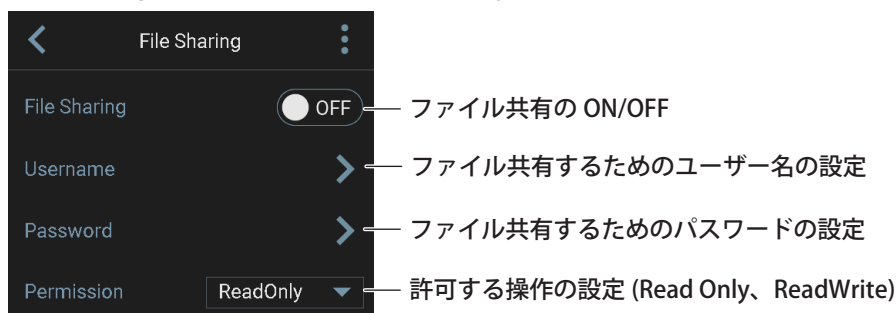 File Sharing
File Sharing OFF ファイル共有の ON/OFF
Username ファイル共有するためのユーザー名の設定
Password ファイル共有するためのパスワードの設定
Permission ReadOnly 許可する操作の設定 (Read Only、ReadWrite)